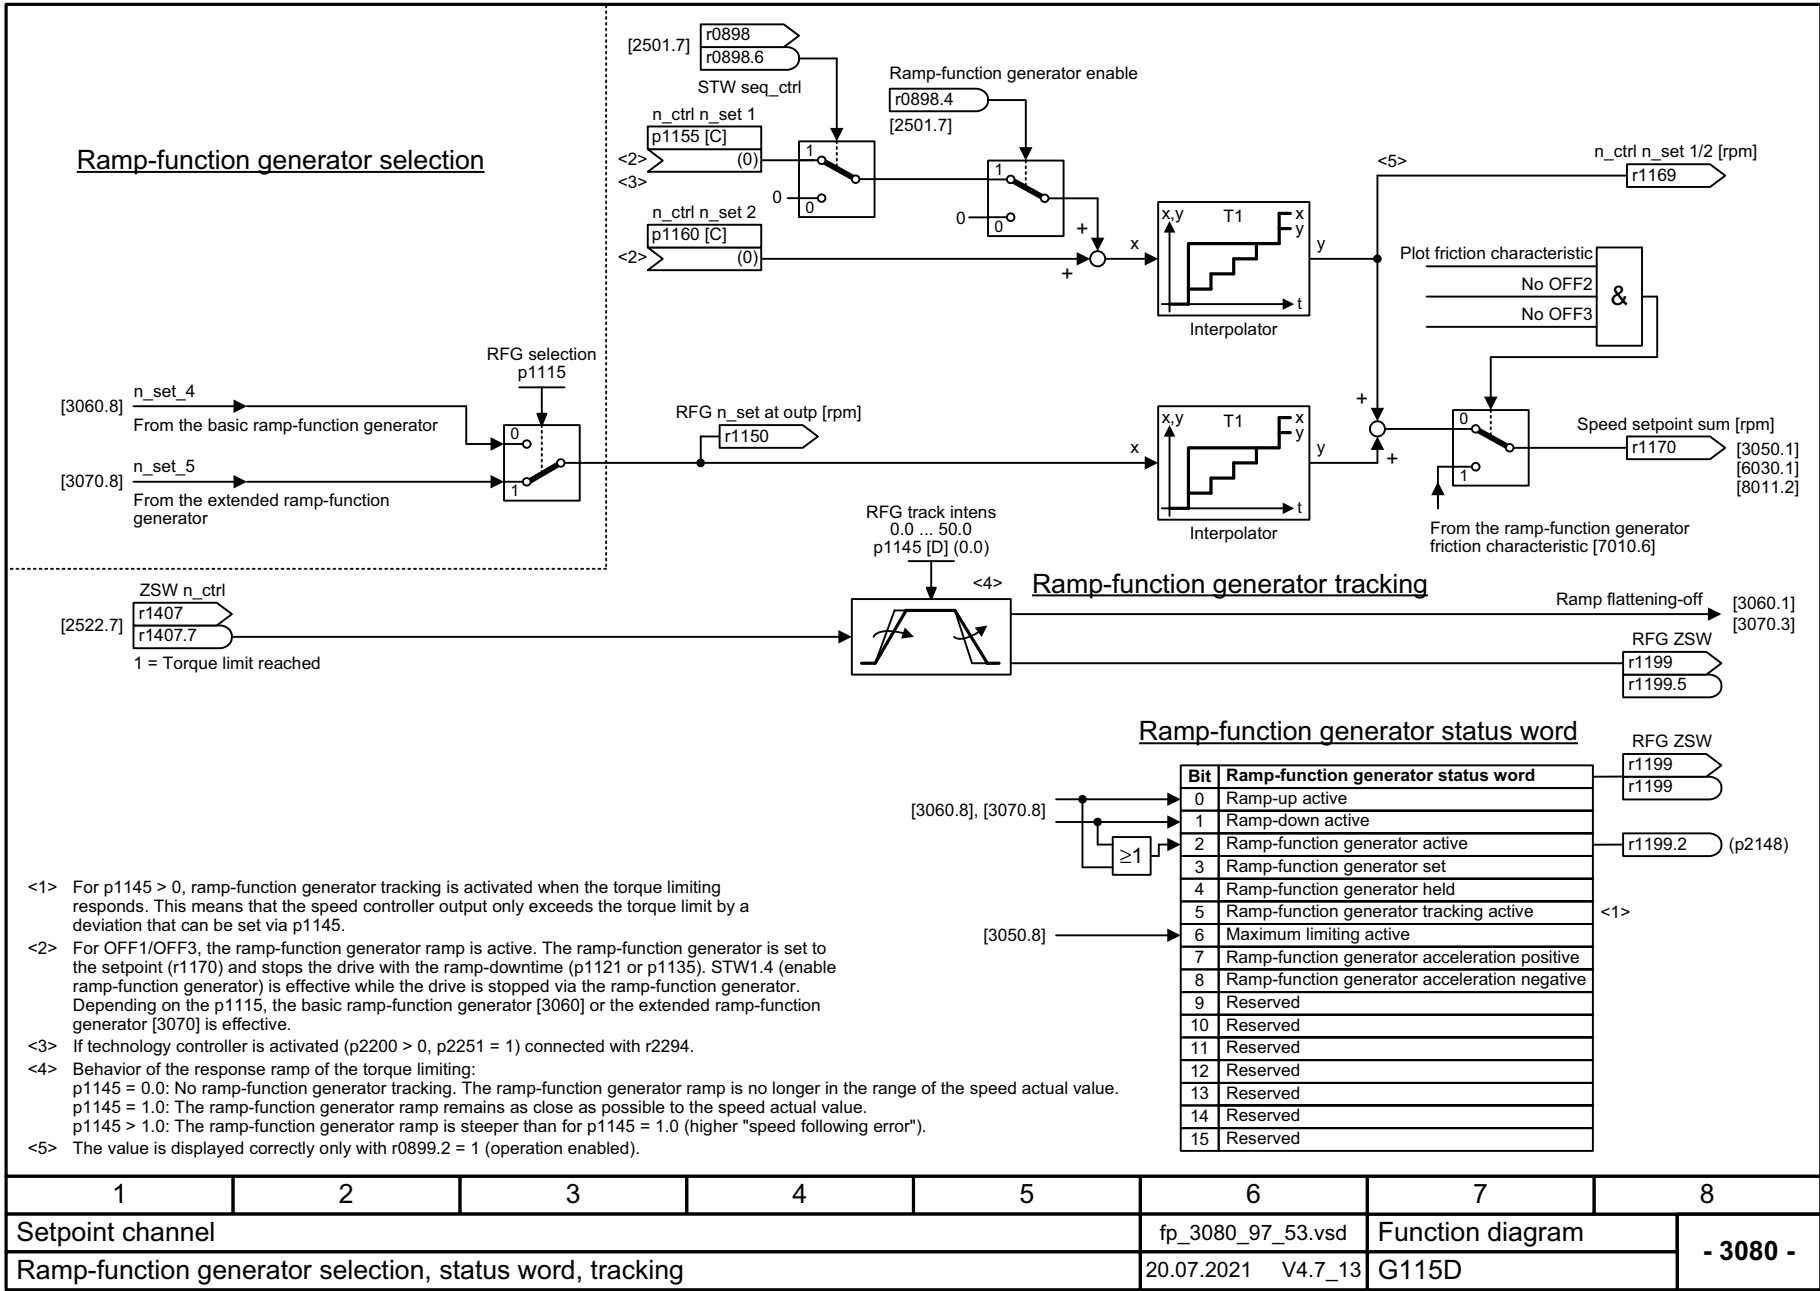 [2501.7]
r0898
r0898.6
STW seq_ctrl
Ramp-function generator enable
r0898.4
[2501.7]
Ramp-function generator selection
n_ctrl n_set 1
p1155 [C]
<2>
(0)
<3>
1
0
0
1
0
0
n_ctrl n_set 2
p1160 [C]
<2>
(0)
+
+
x
x,y
T1
x
y
t
y
Interpolator
<5>
n_ctrl n_set 1/2 [rpm]
r1169
Plot friction characteristic
No OFF2
No OFF3
&
RFG selection
p1115
[3060.8]
n_set_4
From the basic ramp-function generator
0
[3070.8]
n_set_5
1
From the extended ramp-function
generator
RFG n_set at outp [rpm]
r1150
x
x,y
T1
x
y
t
y
Interpolator
+
+
0
1
Speed setpoint sum [rpm]
r1170
[3050.1]
[6030.1]
[8011.2]
From the ramp-function generator
friction characteristic [7010.6]
RFG track intens
0.0 ... 50.0
p1145 [D] (0.0)
<4>
Ramp-function generator tracking
ZSW n_ctrl
r1407
[2522.7]
r1407.7
1 = Torque limit reached
Ramp flattening-off
[3060.1]
[3070.3]
RFG ZSW
r1199
r1199.5
Ramp-function generator status word
RFG ZSW
r1199
r1199
Bit Ramp-function generator status word
[3060.8], [3070.8]
0 Ramp-up active
1 Ramp-down active
≥1
2 Ramp-function generator active
r1199.2 (p2148)
3 Ramp-function generator set
4 Ramp-function generator held
5 Ramp-function generator tracking active <1>
[3050.8]
6 Maximum limiting active
7 Ramp-function generator acceleration positive
8 Ramp-function generator acceleration negative
9 Reserved
10 Reserved
11 Reserved
12 Reserved
13 Reserved
14 Reserved
15 Reserved
<1> For p1145 > 0, ramp-function generator tracking is activated when the torque limiting
responds. This means that the speed controller output only exceeds the torque limit by a
deviation that can be set via p1145.
<2> For OFF1/OFF3, the ramp-function generator ramp is active. The ramp-function generator is set to
the setpoint (r1170) and stops the drive with the ramp-downtime (p1121 or p1135). STW1.4 (enable
ramp-function generator) is effective while the drive is stopped via the ramp-function generator.
Depending on the p1115, the basic ramp-function generator [3060] or the extended ramp-function
generator [3070] is effective.
<3> If technology controller is activated (p2200 > 0, p2251 = 1) connected with r2294.
<4> Behavior of the response ramp of the torque limiting:
p1145 = 0.0: No ramp-function generator tracking. The ramp-function generator ramp is no longer in the range of the speed actual value.
p1145 = 1.0: The ramp-function generator ramp remains as close as possible to the speed actual value.
p1145 > 1.0: The ramp-function generator ramp is steeper than for p1145 = 1.0 (higher "speed following error").
<5> The value is displayed correctly only with r0899.2 = 1 (operation enabled).
1 2 3 4 5 6 7 8
Setpoint channel
fp_3080_97_53.vsd
Function diagram
- 3080 -
Ramp-function generator selection, status word, tracking
20.07.2021 V4.7_13
G115D